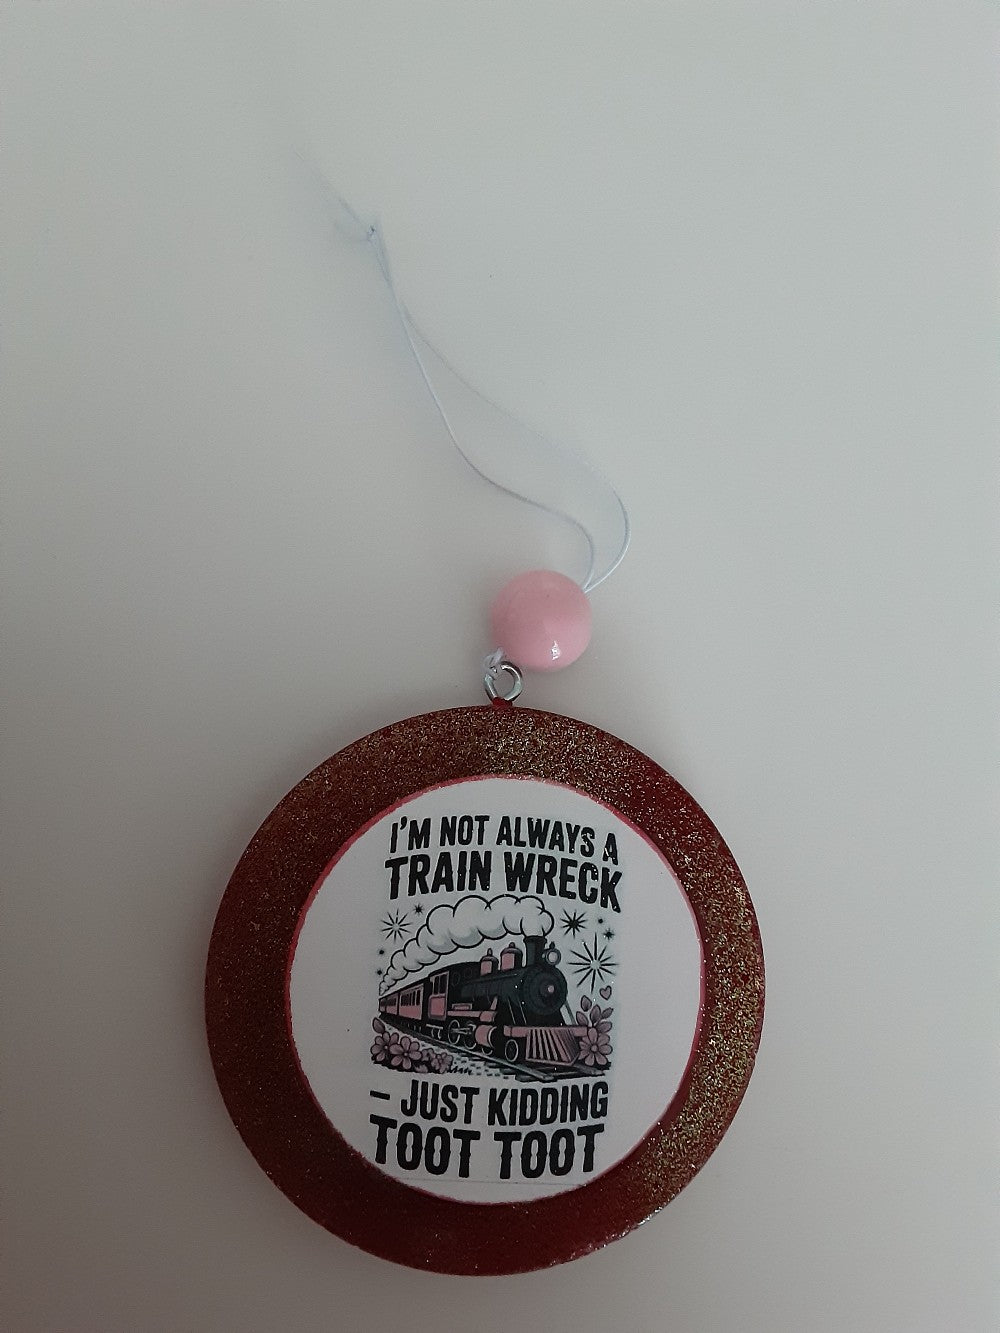 I'M NOT ALWAYS A
TRAIN WRECK
– JUST KIDDING
TOOT TOOT